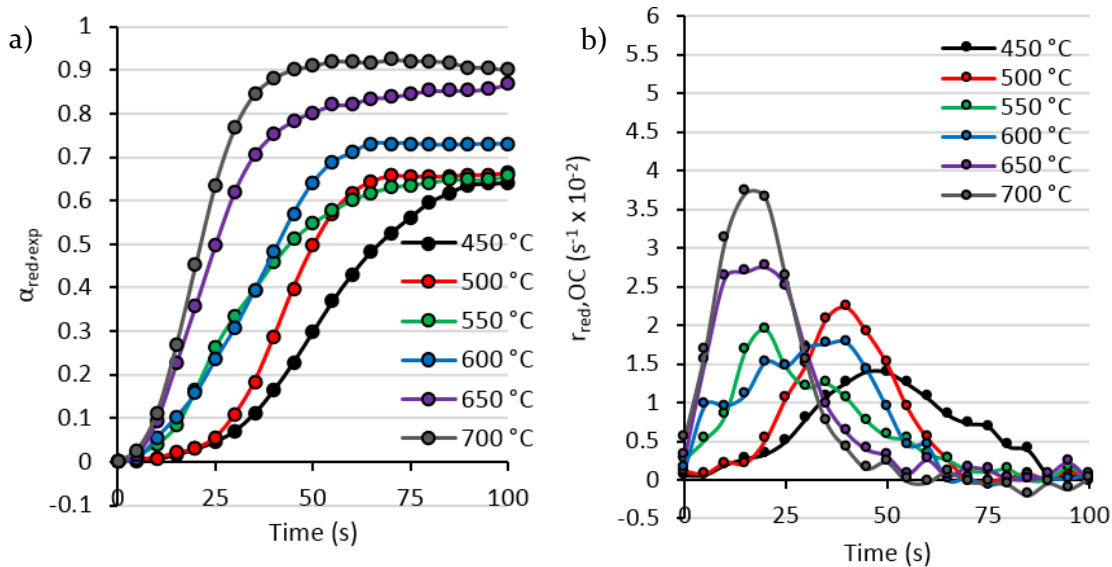 a)
1
0.9
0.8
0.7
0.6
0.5
0.4
0.3
0.2
0.1
0
-0.1
α_red,exp
0 25 50 75 100
Time (s)
450 °C
500 °C
550 °C
600 °C
650 °C
700 °C
b)
6
5.5
5
4.5
4
3.5
3
2.5
2
1.5
1
0.5
0
-0.5
r_red,OC (s⁻¹ x 10⁻²)
0 25 50 75 100
Time (s)
450 °C
500 °C
550 °C
600 °C
650 °C
700 °C